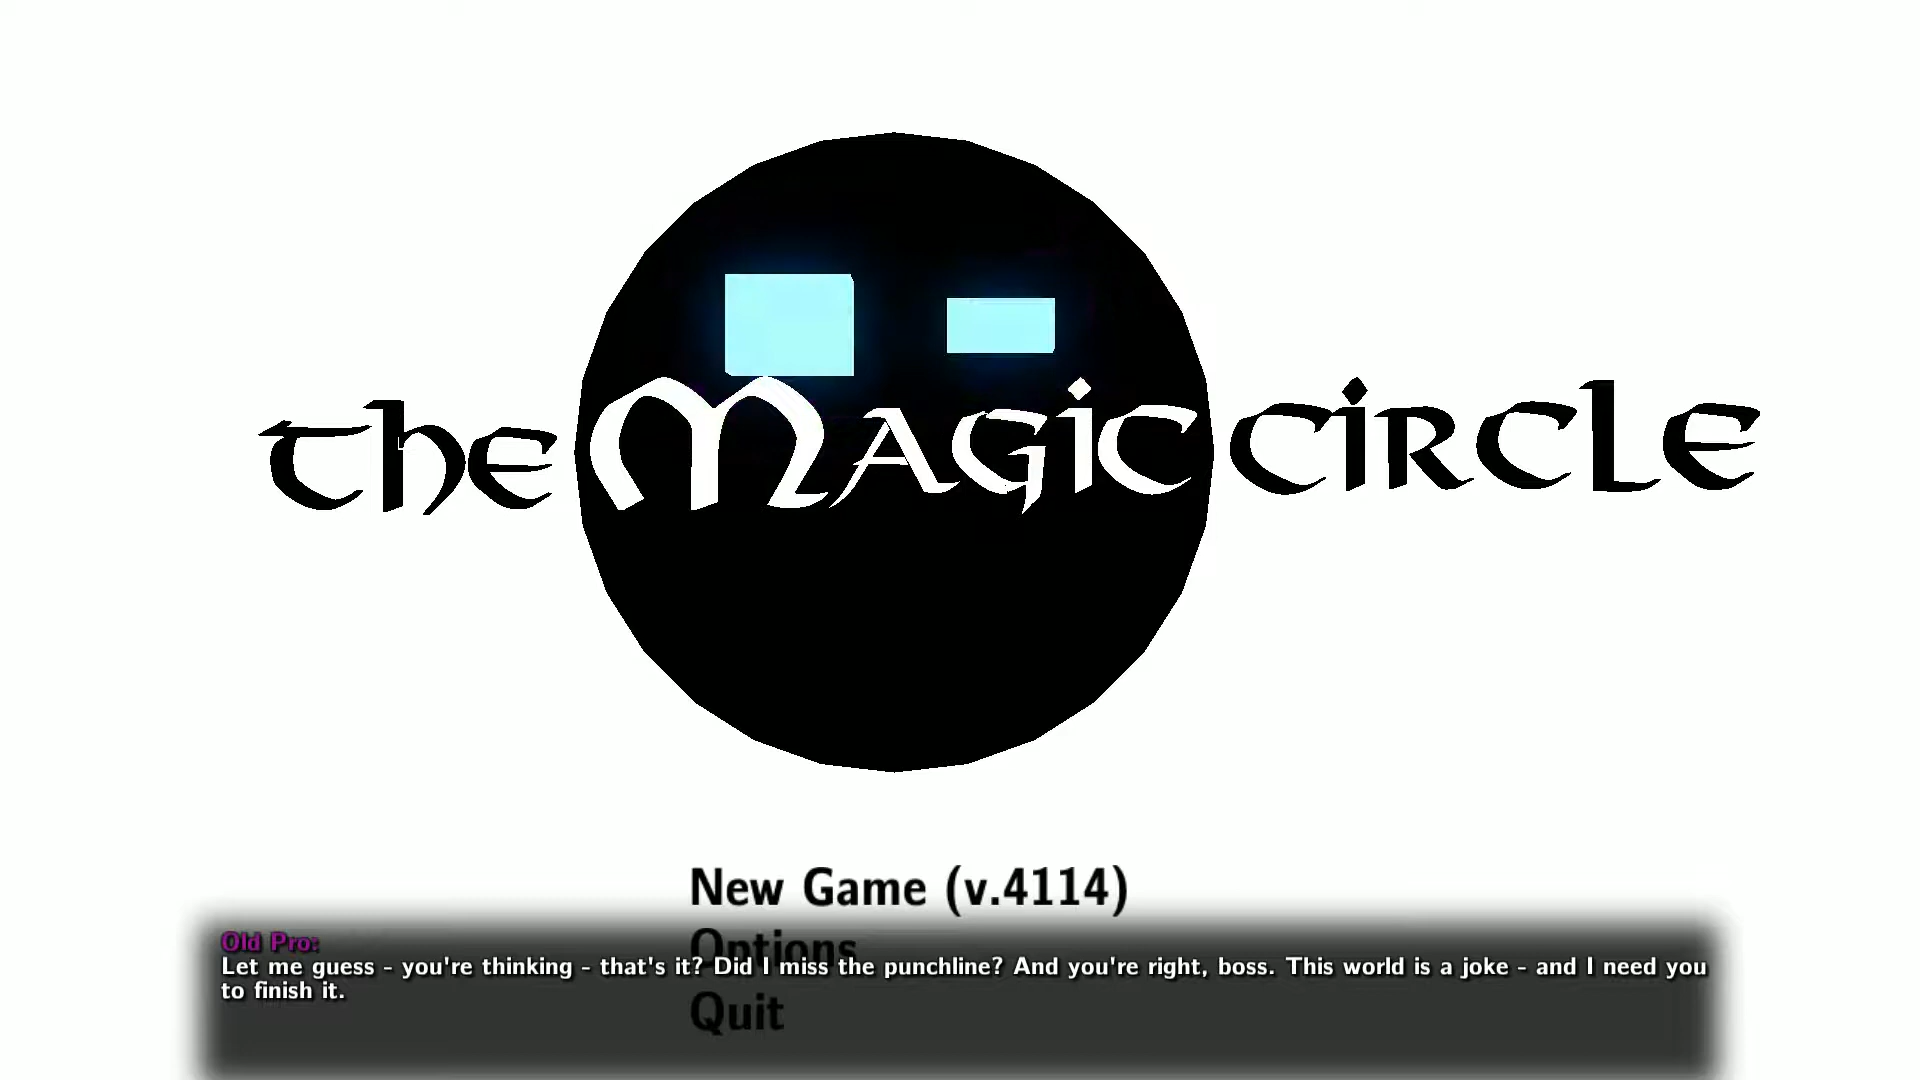 the Magic circle
New Game (v.4114)
Options
Old Pro:
Let me guess - you're thinking - that's it? Did I miss the punchline? And you're right, boss. This world is a joke - and I need you
to finish it.
Quit